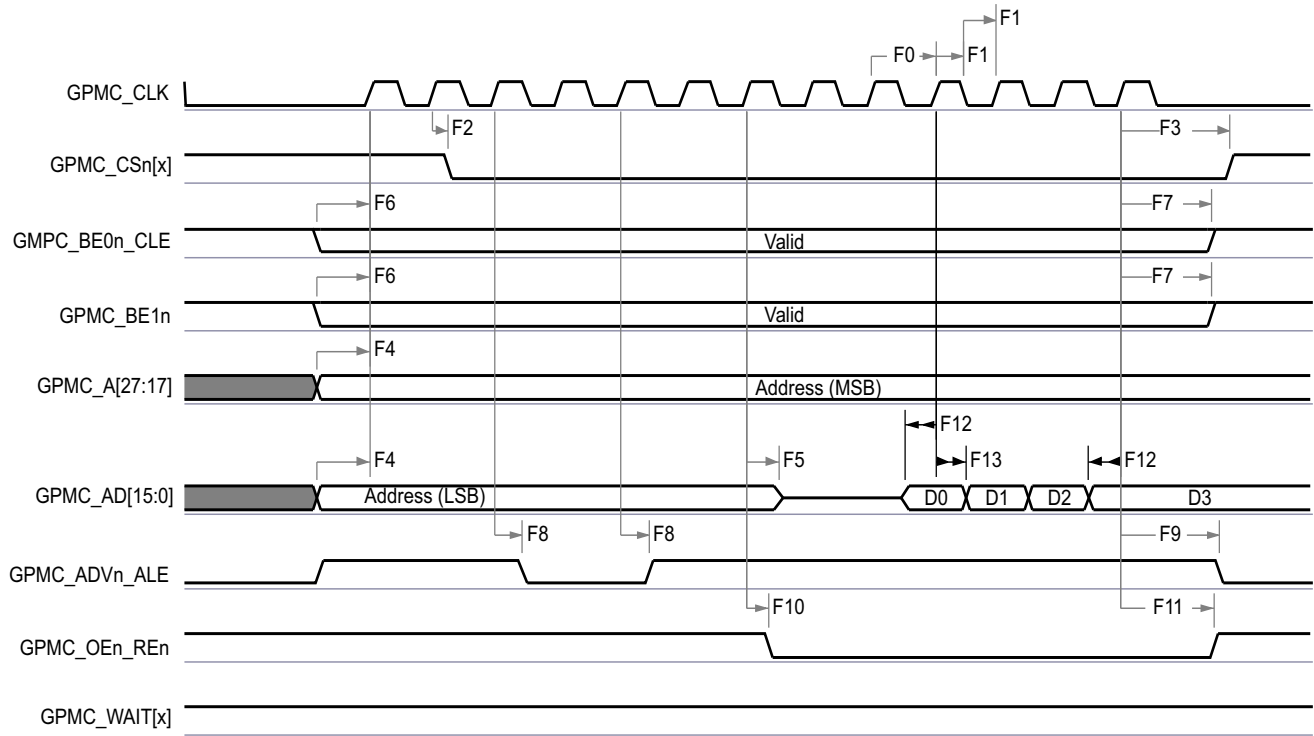 F1
F0 F1
GPMC_CLK
F2 F3
GPMC_CSn[x]
F6 F7
GMPC_BE0n_CLE Valid
F6 F7
GPMC_BE1n Valid
F4
GPMC_A[27:17] Address (MSB)
F12
F4 F5 F13 F12
GPMC_AD[15:0] Address (LSB) D0 D1 D2 D3
F8 F8 F9
GPMC_ADVn_ALE
F10 F11
GPMC_OEn_REn
GPMC_WAIT[x]